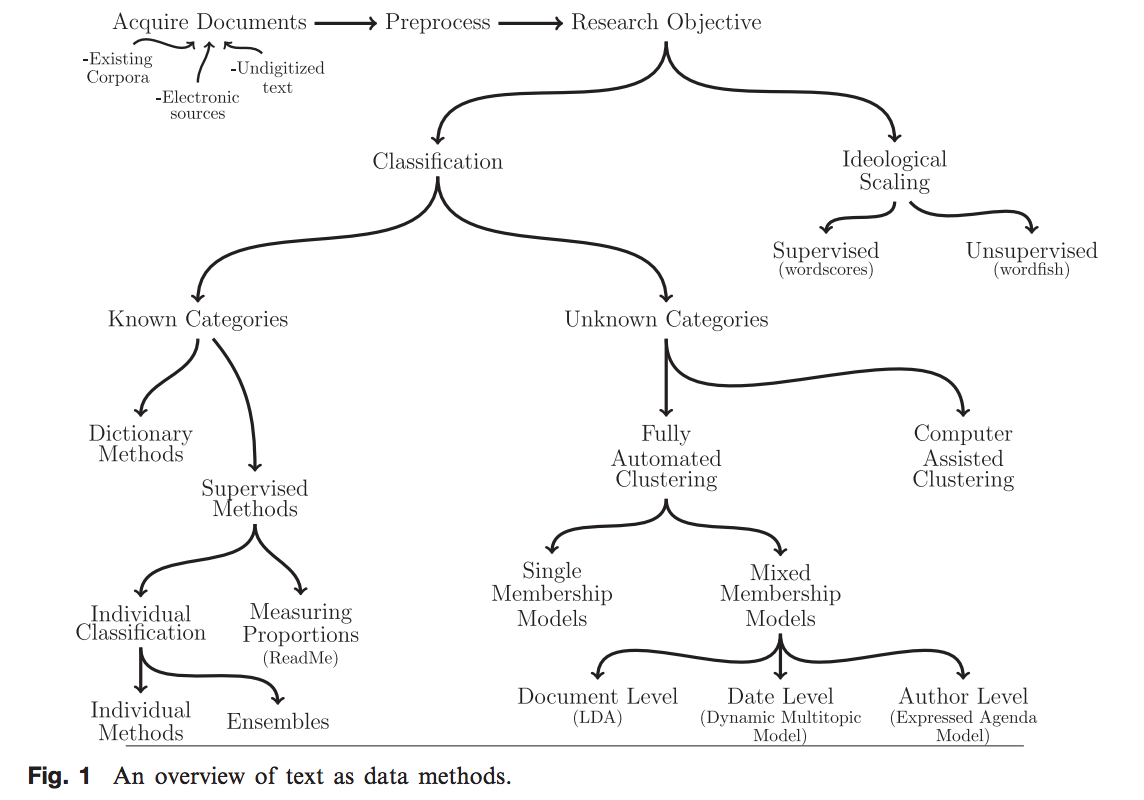 Acquire Documents
Preprocess
Research Objective
-Existing
Corpora
-Electronic
sources
-Undigitized
text
Classification
Ideological
Scaling
Supervised
(wordscores)
Unsupervised
(wordfish)
Known Categories
Unknown Categories
Dictionary
Methods
Supervised
Methods
Fully
Automated
Clustering
Computer
Assisted
Clustering
Individual
Classification
Measuring
Proportions
(ReadMe)
Single
Membership
Models
Mixed
Membership
Models
Individual
Methods
Ensembles
Document Level
(LDA)
Date Level
(Dynamic Multitopic
Model)
Author Level
(Expressed Agenda
Model)
Fig. 1 An overview of text as data methods.